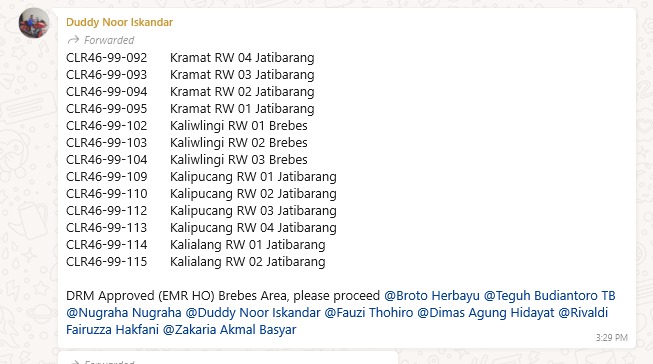 Duddy Noor Iskandar
Forwarded
CLR46-99-092 Kramat RW 04 Jatibarang
CLR46-99-093 Kramat RW 03 Jatibarang
CLR46-99-094 Kramat RW 02 Jatibarang
CLR46-99-095 Kramat RW 01 Jatibarang
CLR46-99-102 Kaliwlingi RW 01 Brebes
CLR46-99-103 Kaliwlingi RW 02 Brebes
CLR46-99-104 Kaliwlingi RW 03 Brebes
CLR46-99-109 Kalipucang RW 01 Jatibarang
CLR46-99-110 Kalipucang RW 02 Jatibarang
CLR46-99-112 Kalipucang RW 03 Jatibarang
CLR46-99-113 Kalipucang RW 04 Jatibarang
CLR46-99-114 Kalialang RW 01 Jatibarang
CLR46-99-115 Kalialang RW 02 Jatibarang
DRM Approved (EMR HO) Brebes Area, please proceed @Broto Herbayu @Teguh Budiantoro TB
@Nugraha Nugraha @Duddy Noor Iskandar @Fauzi Thohiro @Dimas Agung Hidayat @Rivaldi
Fairuzza Hakfani @Zakaria Akmal Basyar
3:29 PM
Forwarded